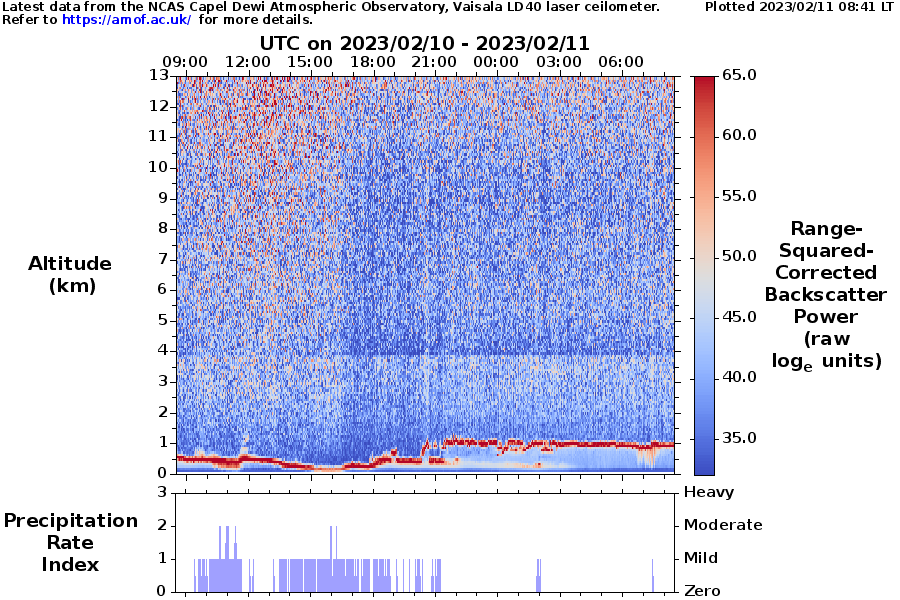 Latest data from the NCAS Capel Dewi Atmospheric Observatory, Vaisala LD40 laser ceilometer. Plotted 2023/02/11 08:41 LT
Refer to https://amof.ac.uk/ for more details.
UTC on 2023/02/10 - 2023/02/11
09:00 12:00 15:00 18:00 21:00 00:00 03:00 06:00
13
12
11
10
9
8
7
6
5
4
3
2
1
0
Altitude
(km)
65.0
60.0
55.0
50.0
45.0
40.0
35.0
Range-
Squared-
Corrected
Backscatter
Power
(raw
logₑ units)
Precipitation
Rate
Index
3
2
1
0
Heavy
Moderate
Mild
Zero